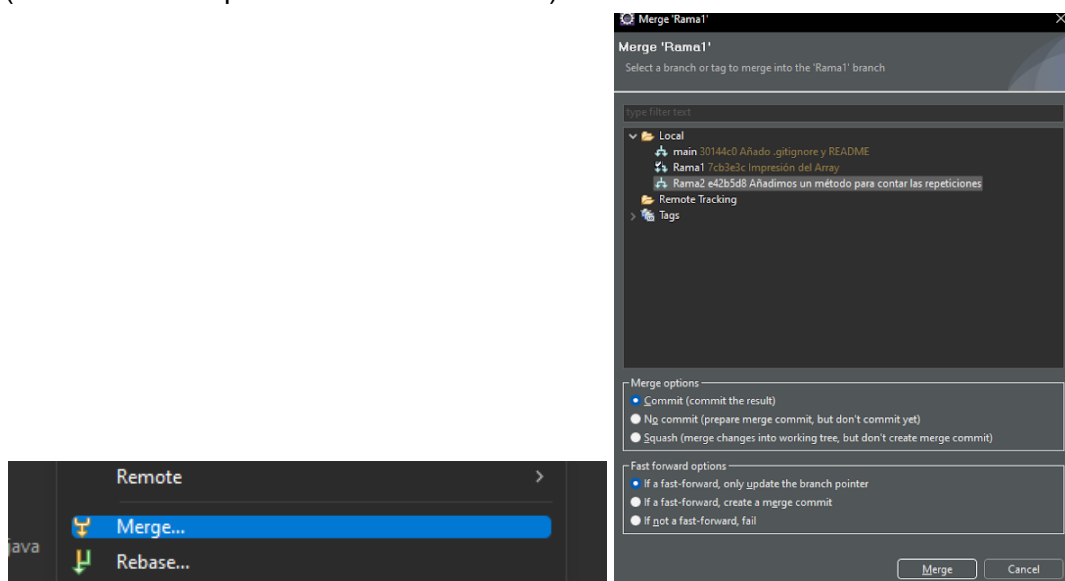 Merge 'Rama1'
Merge 'Rama1'
Select a branch or tag to merge into the 'Rama1' branch
type filter text
Local
main 30144c0 Añado .gitignore y README
Rama1 7cb3e3c Impresión del Array
Rama2 e42b5d8 Añadimos un método para contar las repeticiones
Remote Tracking
Tags
Merge options
Commit (commit the result)
No commit (prepare merge commit, but don't commit yet)
Squash (merge changes into working tree, but don't create merge commit)
Fast forward options
If a fast-forward, only update the branch pointer
If a fast-forward, create a merge commit
If not a fast-forward, fail
Merge Cancel
Remote
Merge...
java
Rebase...